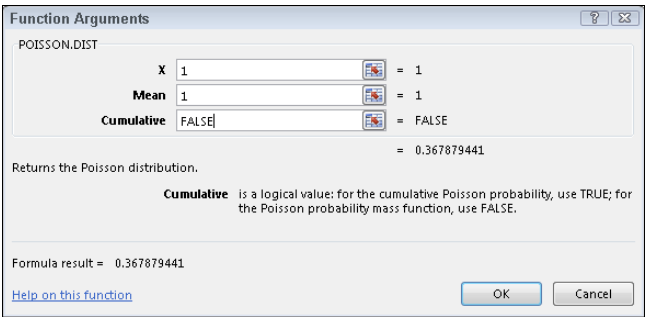 Function Arguments
POISSON.DIST
X 1 = 1
Mean 1 = 1
Cumulative FALSE = FALSE
= 0.367879441
Returns the Poisson distribution.
Cumulative is a logical value: for the cumulative Poisson probability, use TRUE; for
the Poisson probability mass function, use FALSE.
Formula result = 0.367879441
Help on this function OK Cancel